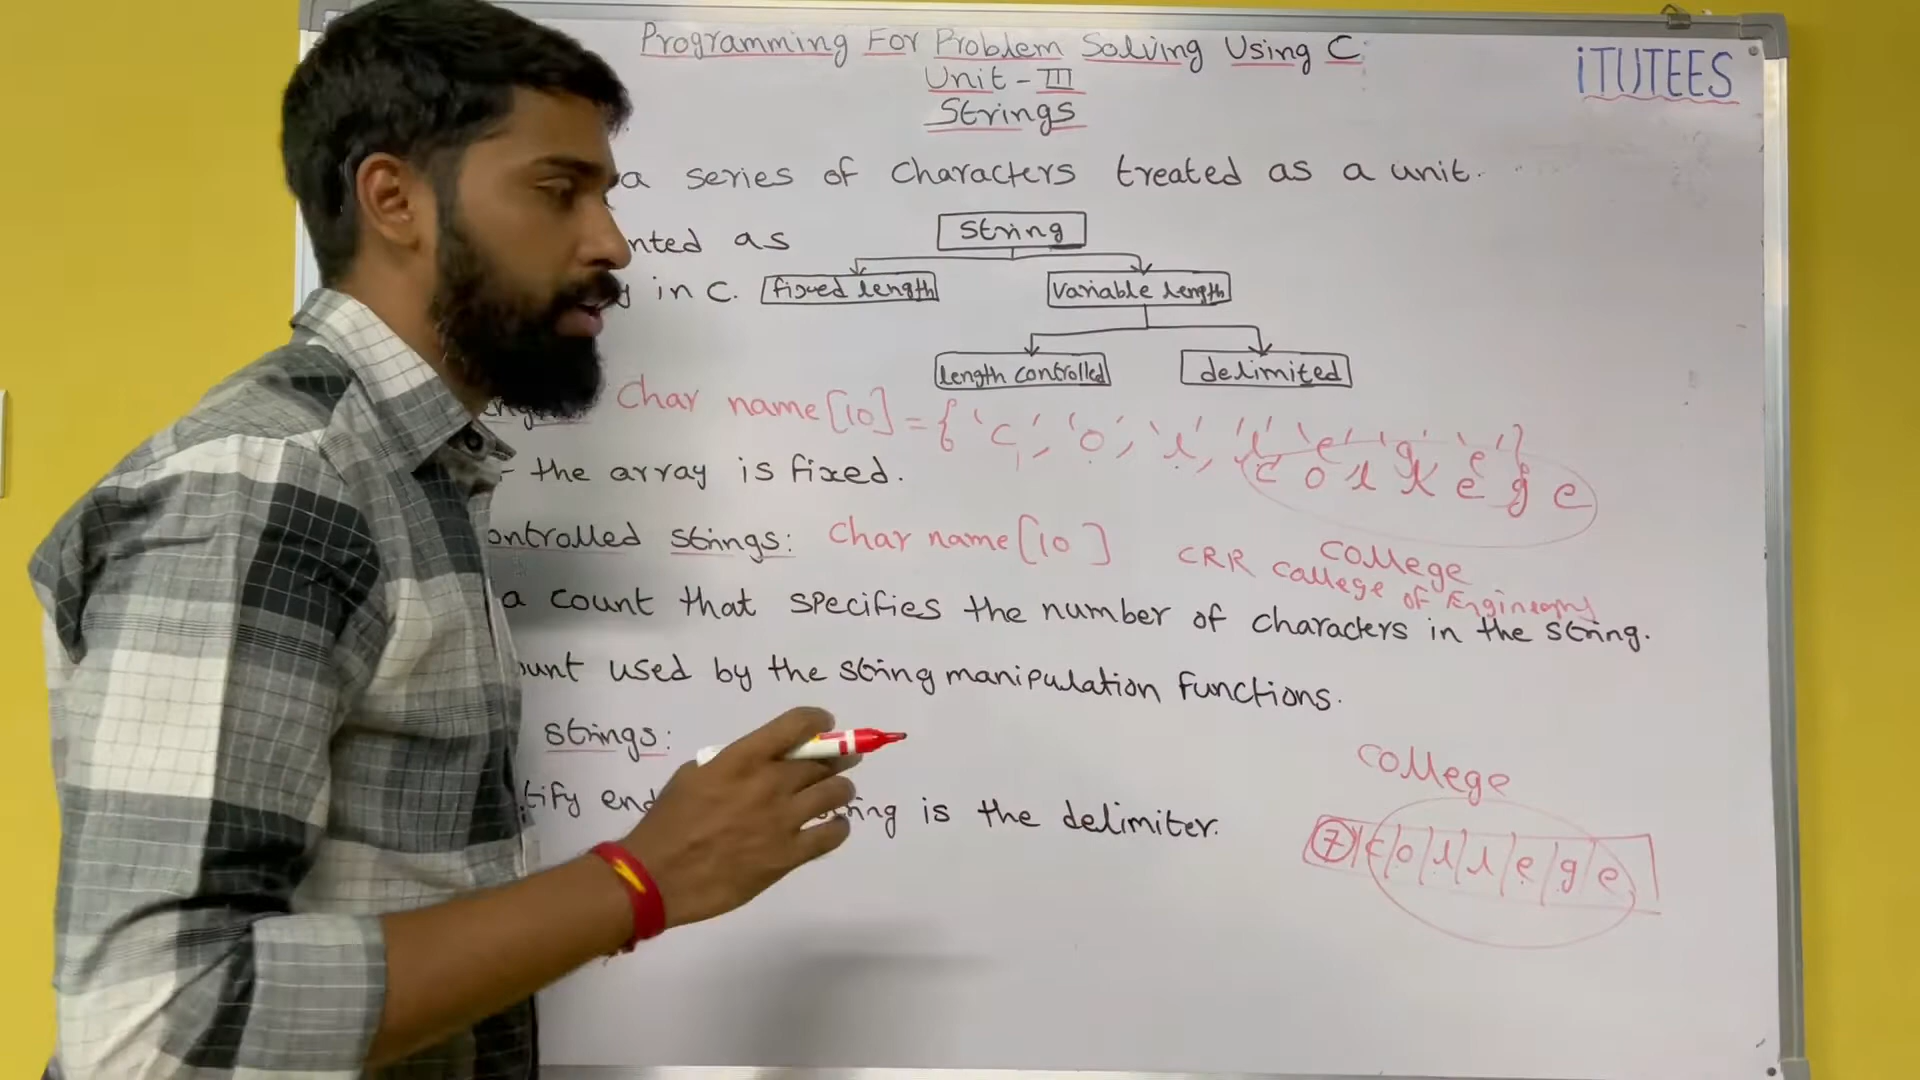 Programming For Problem Solving Using C
iTUTEES
Unit - III
Strings
a series of characters treated as a unit.
string
nted as
in C.
fixed length
variable length
length controlled
delimited
Char name[10] = {'c', 'o', 'l', 'l' 'e' 'g' 'e'}
the array is fixed.
c o l l e g e
ontrolled strings: Char name[10]
college
CRR College of Engineering
a count that specifies the number of characters in the string.
unt used by the string manipulation functions.
strings:
college
tify end ring is the delimiter.
7 c o l l e g e